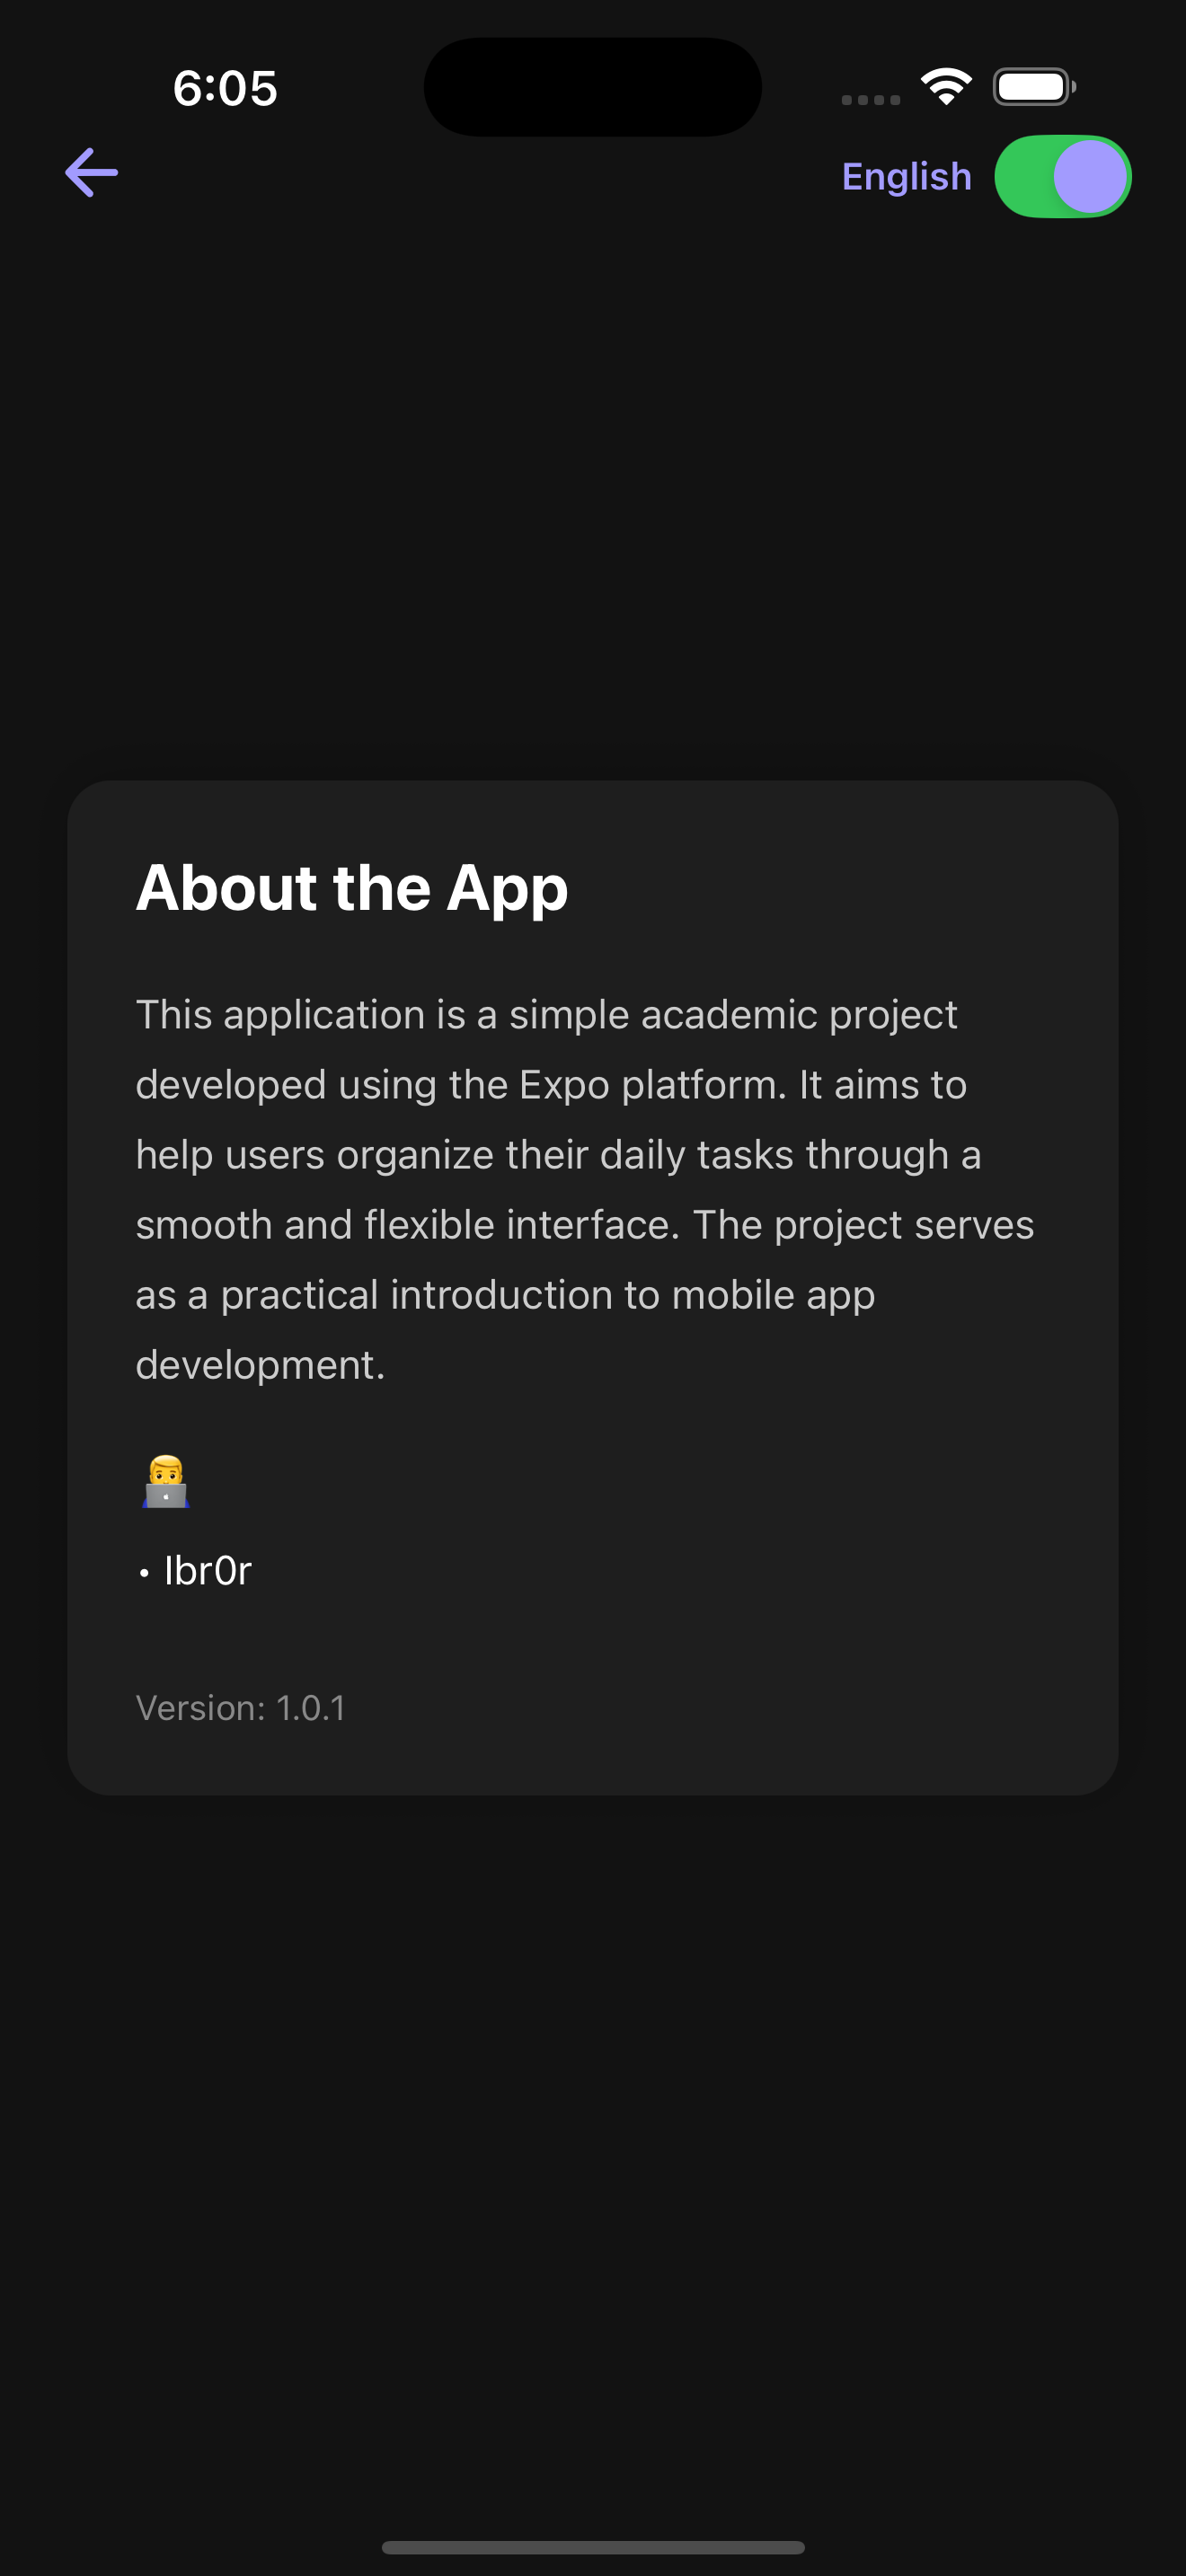 6:05
English
About the App
This application is a simple academic project
developed using the Expo platform. It aims to
help users organize their daily tasks through a
smooth and flexible interface. The project serves
as a practical introduction to mobile app
development.
👨‍💻
• Ibr0r
Version: 1.0.1